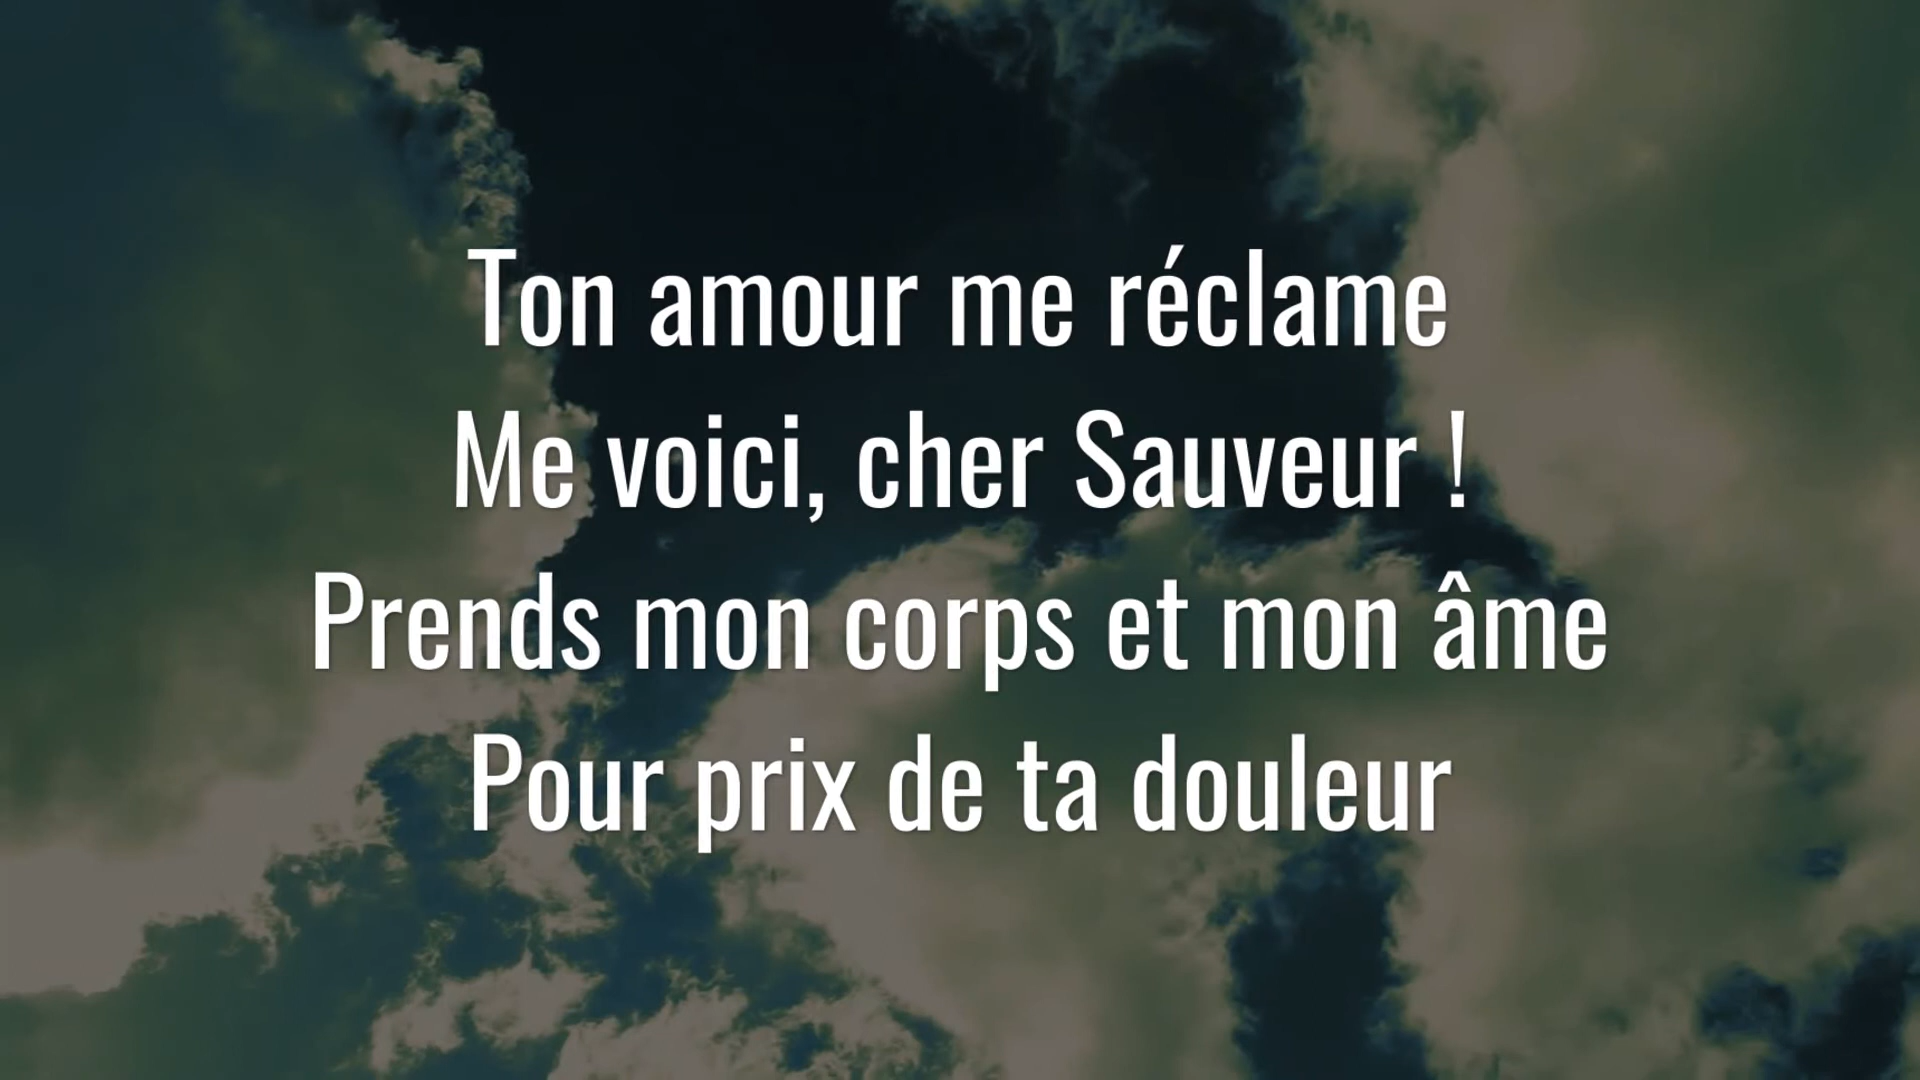 Ton amour me réclame
Me voici, cher Sauveur !
Prends mon corps et mon âme
Pour prix de ta douleur